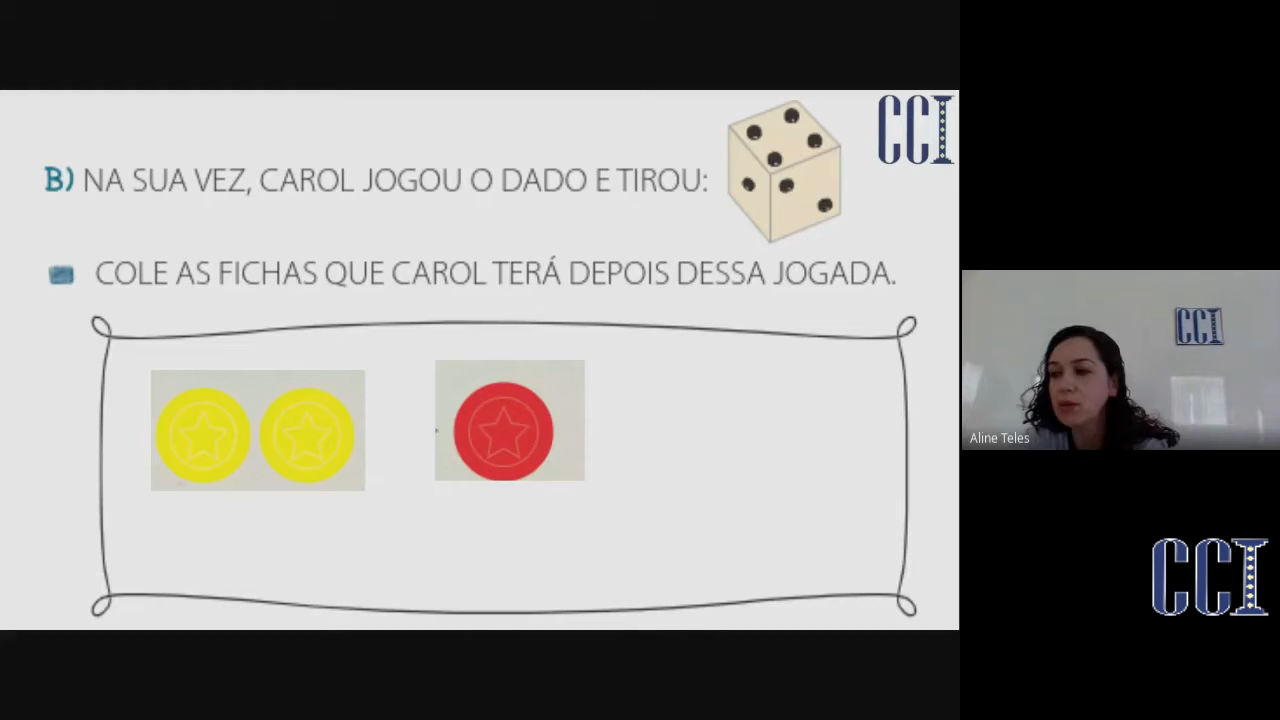 CCI
B) NA SUA VEZ, CAROL JOGOU O DADO E TIROU:
COLE AS FICHAS QUE CAROL TERÁ DEPOIS DESSA JOGADA.
CCI
Aline Teles
CCI